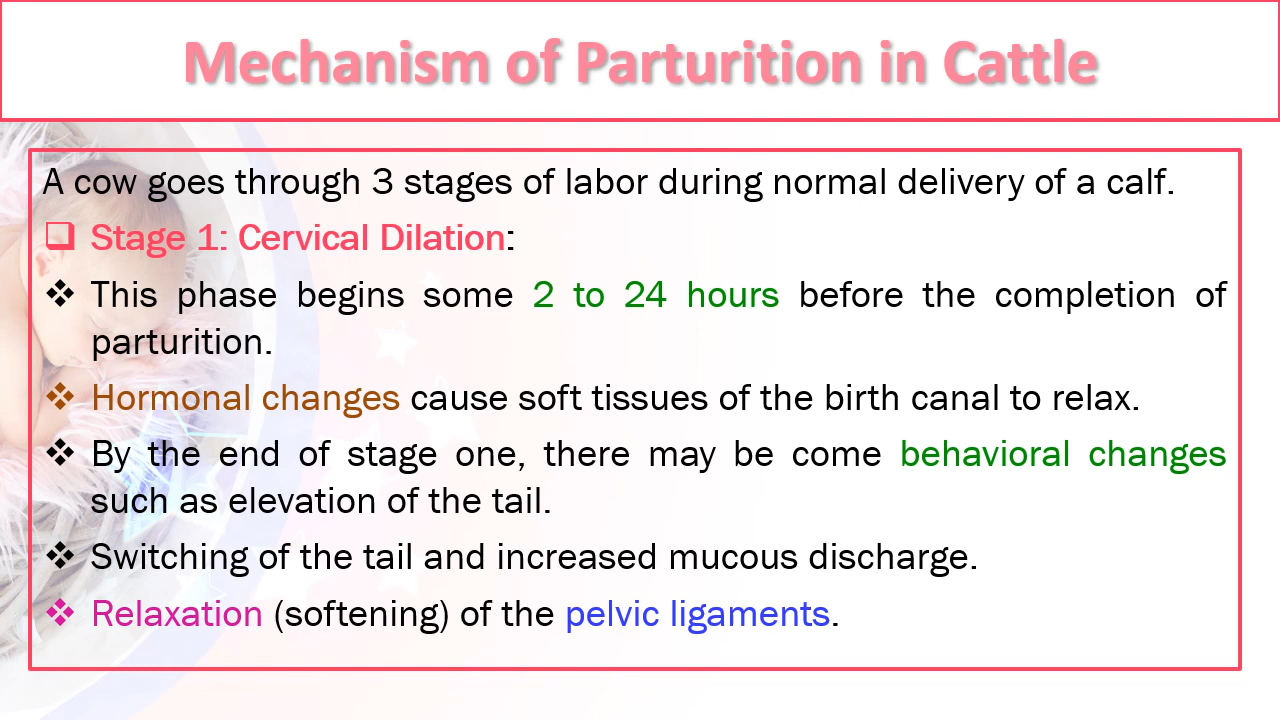 Mechanism of Parturition in Cattle
A cow goes through 3 stages of labor during normal delivery of a calf.
❑ Stage 1: Cervical Dilation:
❖ This phase begins some 2 to 24 hours before the completion of
parturition.
❖ Hormonal changes cause soft tissues of the birth canal to relax.
❖ By the end of stage one, there may be come behavioral changes
such as elevation of the tail.
❖ Switching of the tail and increased mucous discharge.
❖ Relaxation (softening) of the pelvic ligaments.